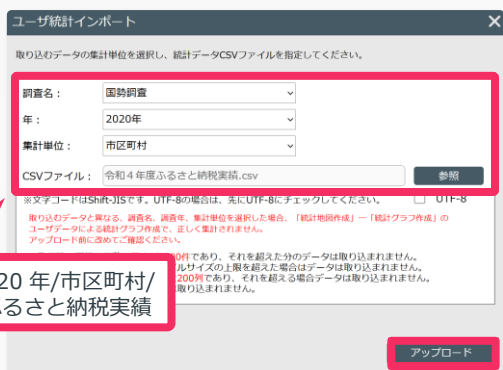 ユーザ統計インポート
取り込むデータの集計単位を選択し、統計データCSVファイルを指定してください。
調査名： 国勢調査
年： 2020年
集計単位： 市区町村
CSVファイル： 令和４年度ふるさと納税実績.csv 参照
※文字コードはShift-JISです。UTF-8の場合は、先にUTF-8にチェックしてください。 UTF-8
取り込むデータと異なる、調査名、調査年、集計単位を選択した場合、「統計地図作成」―「統計グラフ作成」の
ユーザデータによる統計グラフ作成で、正しく集計されません。
アップロード前に改めてご確認ください。
件であり、それを超えた分のデータは取り込まれません。
ルサイズの上限を超えた場合はデータは取り込まれません。
200列であり、それを超える場合データは取り込まれません。
取り込まれません。
20 年/市区町村/
ふるさと納税実績
アップロード